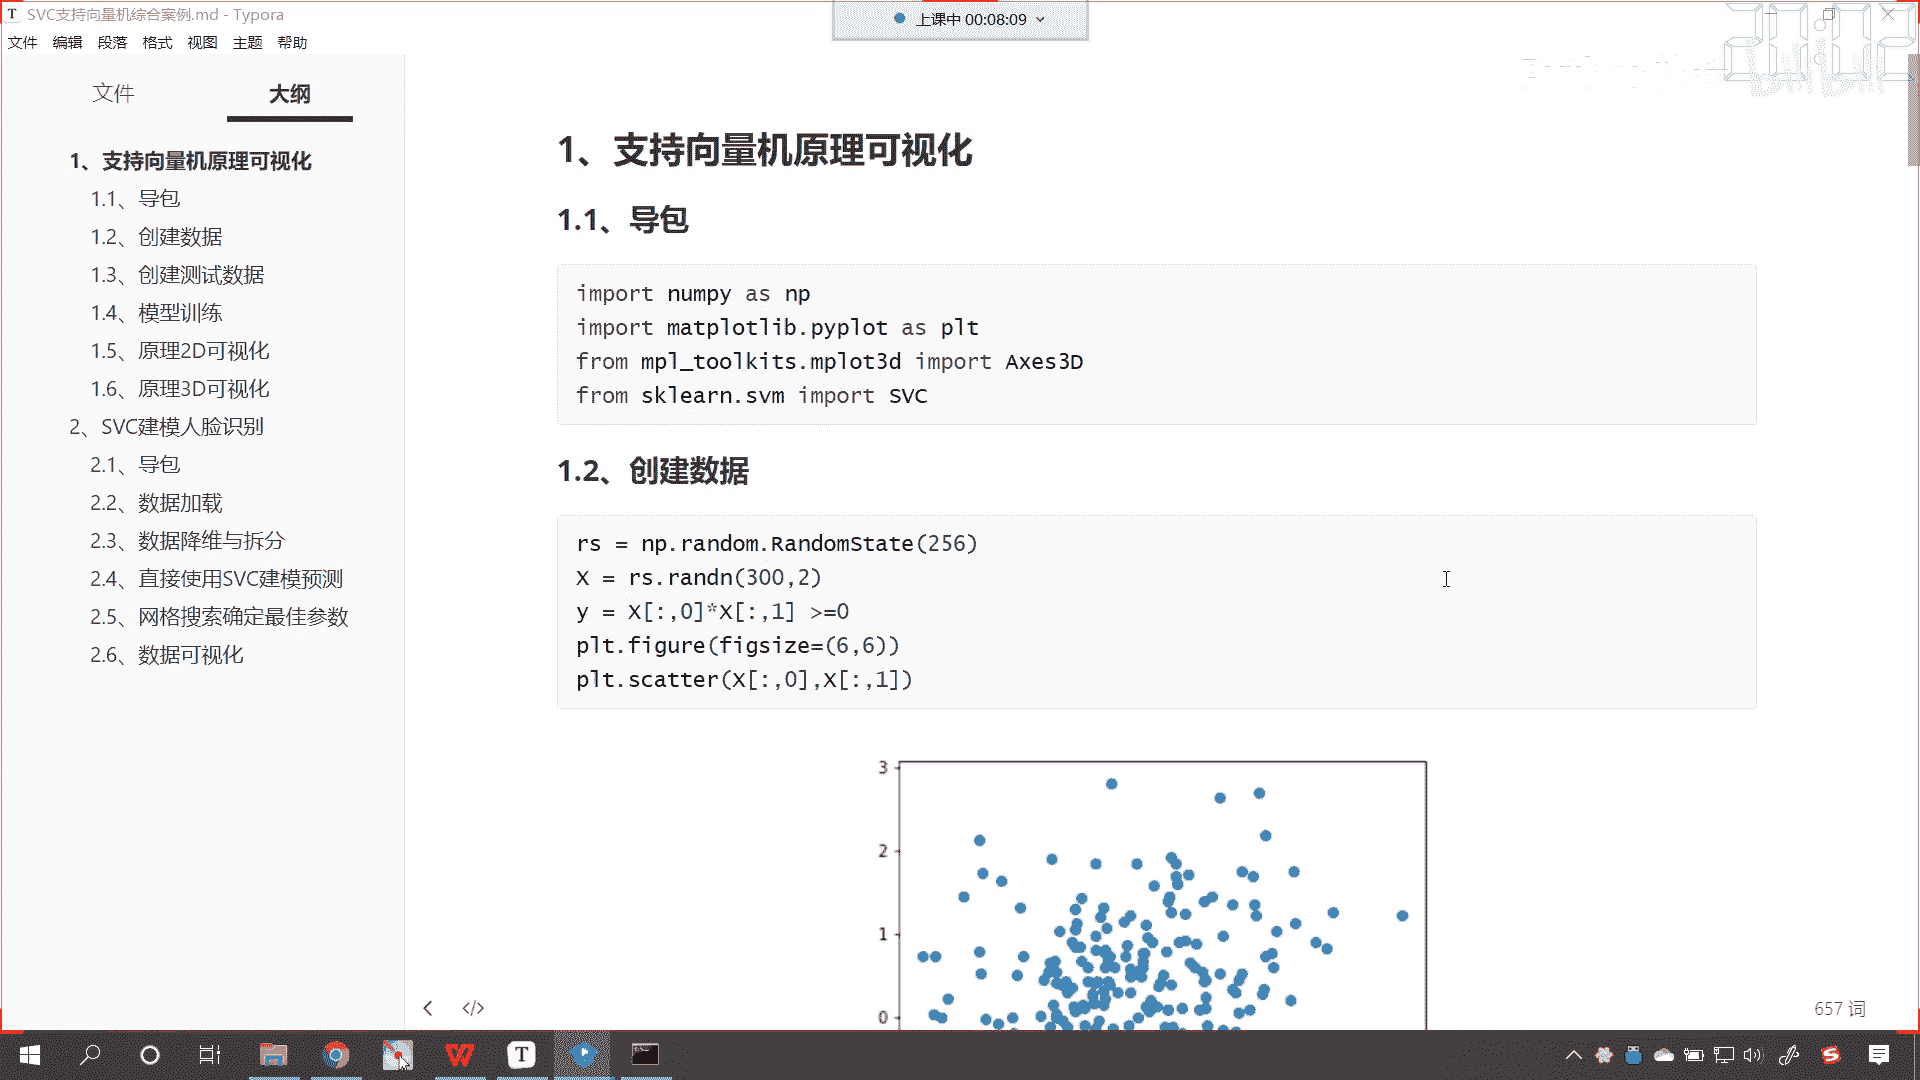 SVC支持向量机综合案例.md - Typora
上课中 00:08:09
20:02
文件 编辑 段落 格式 视图 主题 帮助
文件
大纲
1、支持向量机原理可视化
1.1、导包
1.2、创建数据
1.3、创建测试数据
1.4、模型训练
1.5、原理2D可视化
1.6、原理3D可视化
2、SVC建模人脸识别
2.1、导包
2.2、数据加载
2.3、数据降维与拆分
2.4、直接使用SVC建模预测
2.5、网格搜索确定最佳参数
2.6、数据可视化
1、支持向量机原理可视化
1.1、导包
import numpy as np
import matplotlib.pyplot as plt
from mpl_toolkits.mplot3d import Axes3D
from sklearn.svm import SVC
1.2、创建数据
rs = np.random.RandomState(256)
X = rs.randn(300,2)
y = X[:,0]*X[:,1] >=0
plt.figure(figsize=(6,6))
plt.scatter(X[:,0],X[:,1])
3
2
1
0
657 词